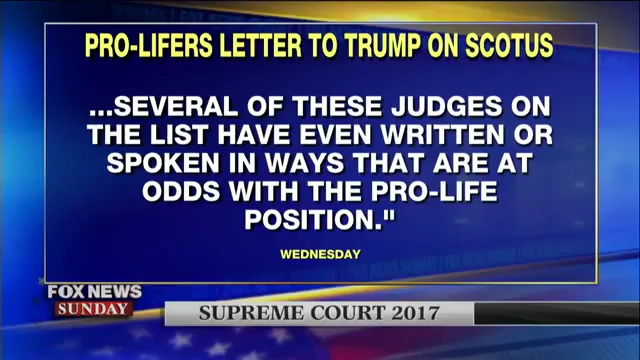 PRO-LIFERS LETTER TO TRUMP ON SCOTUS
...SEVERAL OF THESE JUDGES ON
THE LIST HAVE EVEN WRITTEN OR
SPOKEN IN WAYS THAT ARE AT
ODDS WITH THE PRO-LIFE
POSITION."
WEDNESDAY
FOX NEWS
SUNDAY
SUPREME COURT 2017